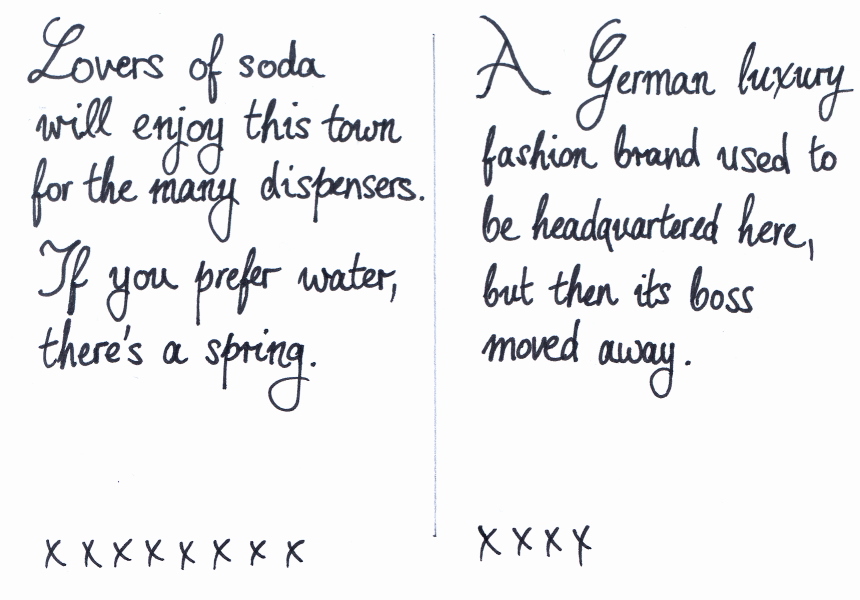 Lovers of soda
will enjoy this town
for the many dispensers.
If you prefer water,
there's a spring.
x x x x x x x x
A German luxury
fashion brand used to
be headquartered here,
but then its boss
moved away.
x x x x